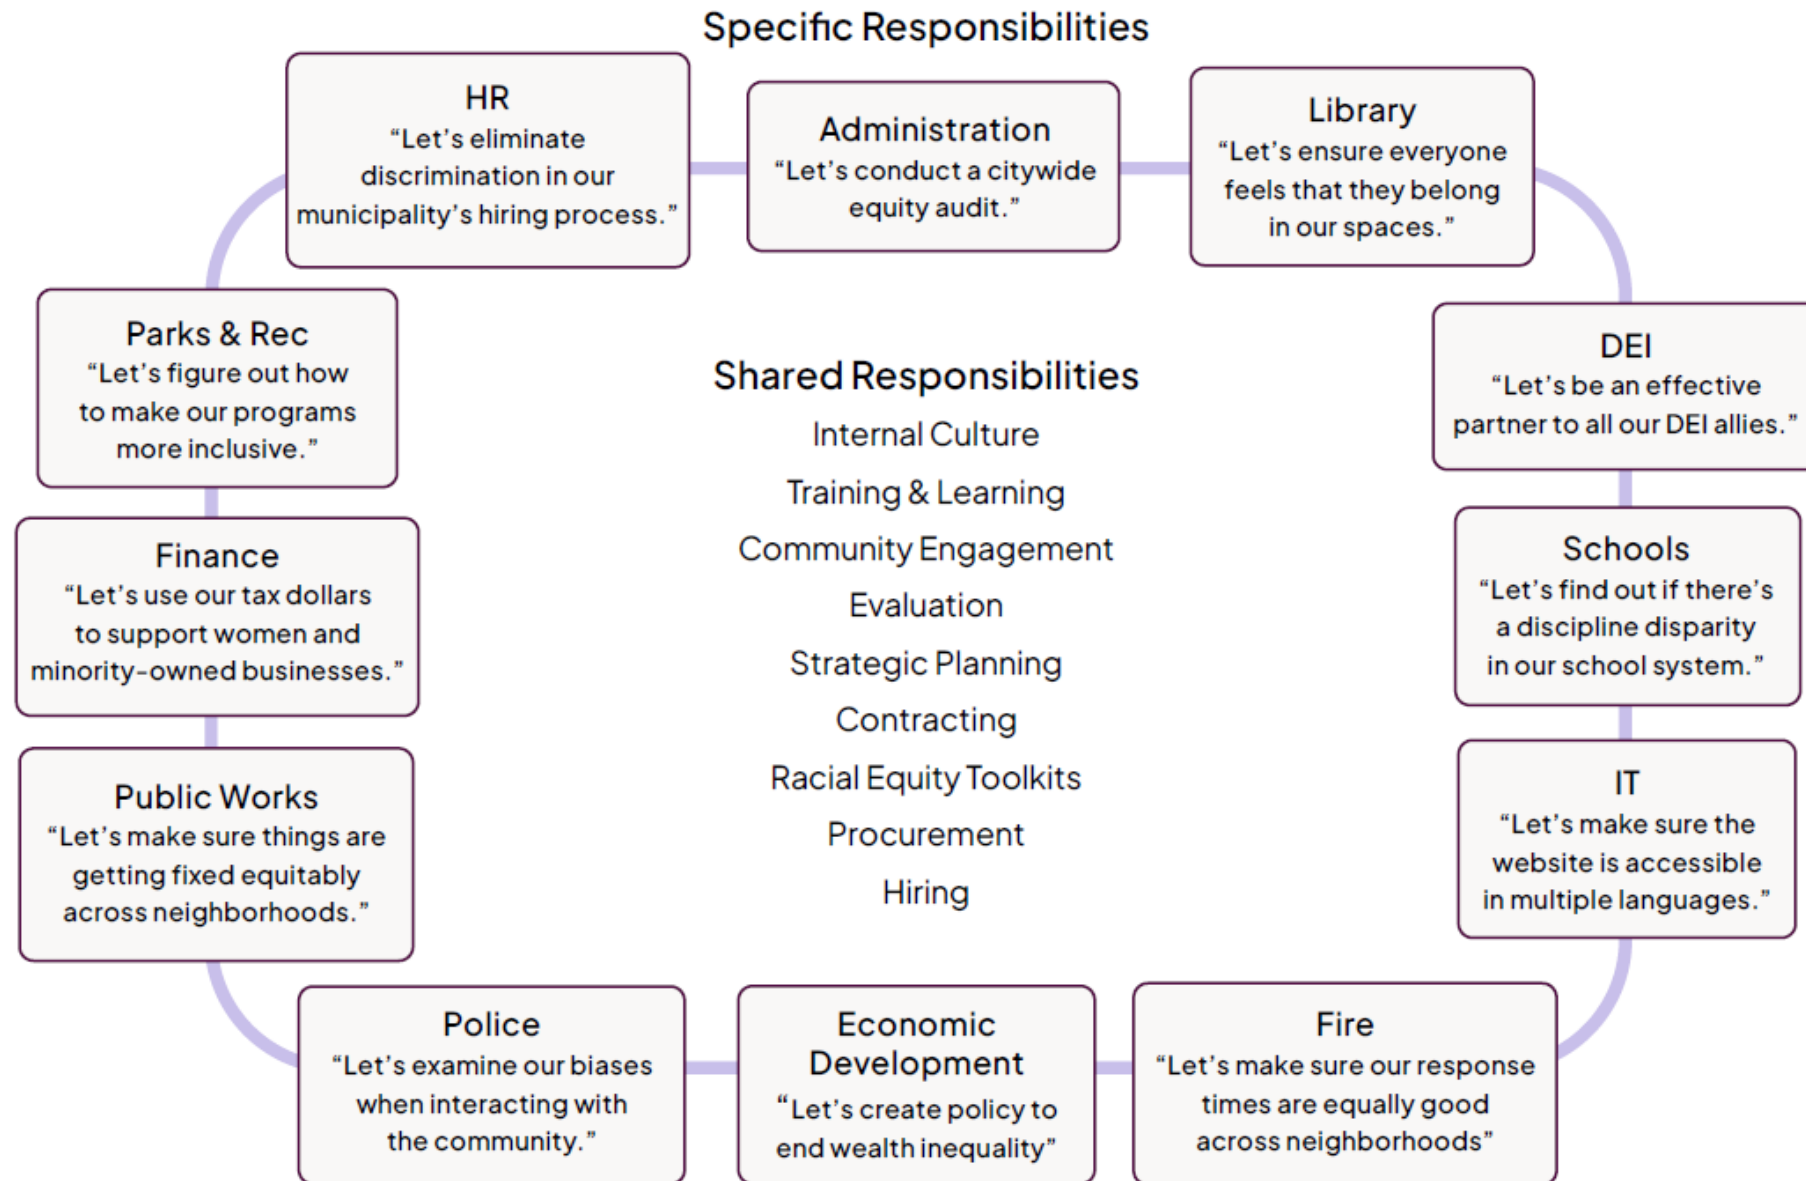 Specific Responsibilities
HR
“Let’s eliminate
discrimination in our
municipality’s hiring process.”
Administration
“Let’s conduct a citywide
equity audit.”
Library
“Let’s ensure everyone
feels that they belong
in our spaces.”
Parks & Rec
“Let’s figure out how
to make our programs
more inclusive.”
DEI
“Let’s be an effective
partner to all our DEI allies.”
Shared Responsibilities
Internal Culture
Training & Learning
Community Engagement
Evaluation
Strategic Planning
Contracting
Racial Equity Toolkits
Procurement
Hiring
Finance
“Let’s use our tax dollars
to support women and
minority-owned businesses.”
Schools
“Let’s find out if there’s
a discipline disparity
in our school system.”
Public Works
“Let’s make sure things are
getting fixed equitably
across neighborhoods.”
IT
“Let’s make sure the
website is accessible
in multiple languages.”
Police
“Let’s examine our biases
when interacting with
the community.”
Economic
Development
“Let’s create policy to
end wealth inequality”
Fire
“Let’s make sure our response
times are equally good
across neighborhoods”